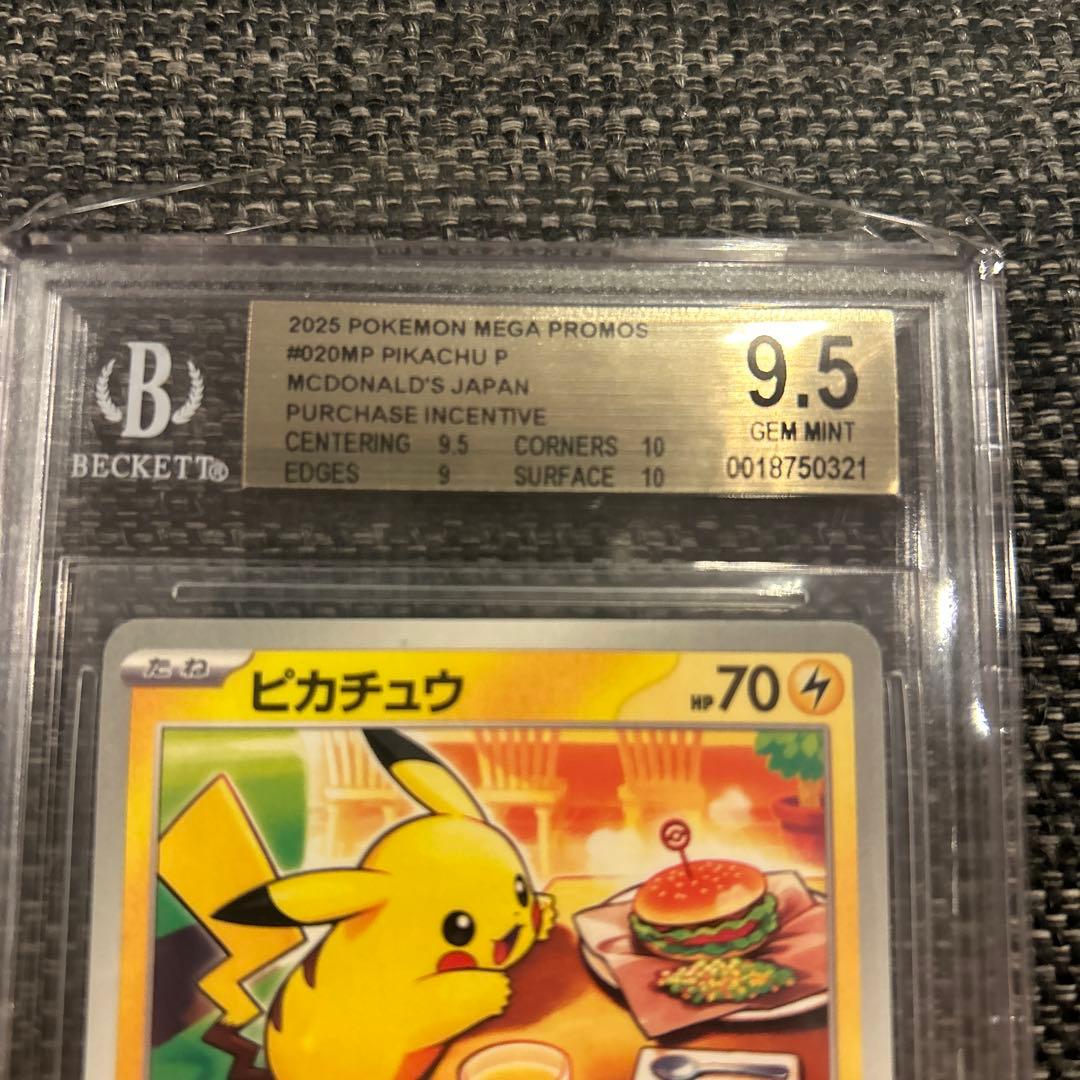 2025 POKEMON MEGA PROMOS
#020MP PIKACHU P
MCDONALD'S JAPAN
PURCHASE INCENTIVE
CENTERING 9.5 CORNERS 10
EDGES 9 SURFACE 10
9.5
GEM MINT
0018750321
B
BECKETT®
たね
ピカチュウ
HP70